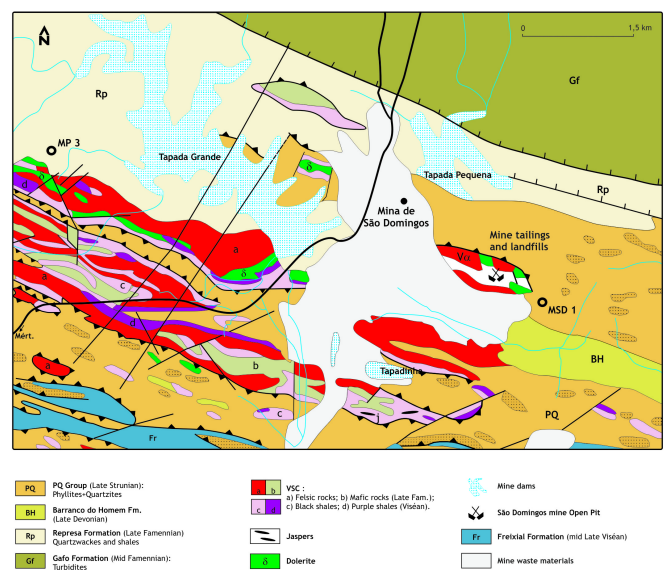 N
0 1,5 km
Gf
Rp
MP 3
Tapada Grande
Tapada Pequena
Rp
δ
δ
d
Mina de
São Domingos
Mine tailings
and landfills
a
Vα
δ
a
c
MSD 1
d
Mért.
b
BH
a
Tapadinha
c
PQ
Fr
PQ PQ Group (Late Strunian):
Phyllites+Quartzites
BH Barranco do Homem Fm.
(Late Devonian)
Rp Represa Formation (Late Famennian)
Quartzwackes and shales
Gf Gafo Formation (Mid Famennian):
Turbidites
a b VSC :
a) Felsic rocks; b) Mafic rocks (Late Fam.);
c d c) Black shales; d) Purple shales (Viséan).
Jaspers
δ Dolerite
Mine dams
São Domingos mine Open Pit
Fr Freixial Formation (mid Late Viséan)
Mine waste materials